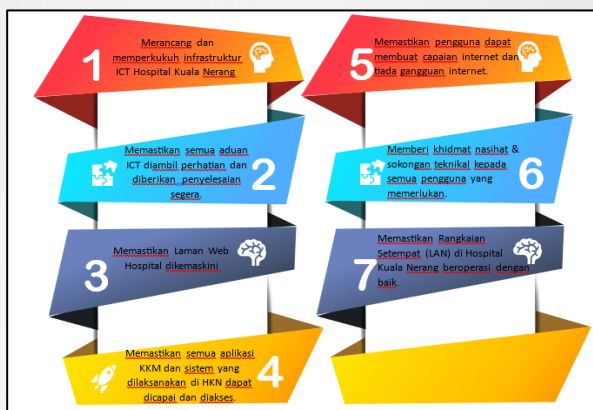 1
Merancang dan
memperkukuh infrastruktur
ICT Hospital Kuala Nerang
2
Memastikan semua aduan
ICT diambil perhatian dan
diberikan penyelesaian
segera.
3
Memastikan Laman Web
Hospital dikemaskini
4
Memastikan semua aplikasi
KKM dan sistem yang
dilaksanakan di HKN dapat
dicapai dan diakses.
5
Memastikan pengguna dapat
membuat capaian internet dan
tiada gangguan internet.
6
Memberi khidmat nasihat &
sokongan teknikal kepada
semua pengguna yang
memerlukan.
7
Memastikan Rangkaian
Setempat (LAN) di Hospital
Kuala Nerang beroperasi dengan
baik.